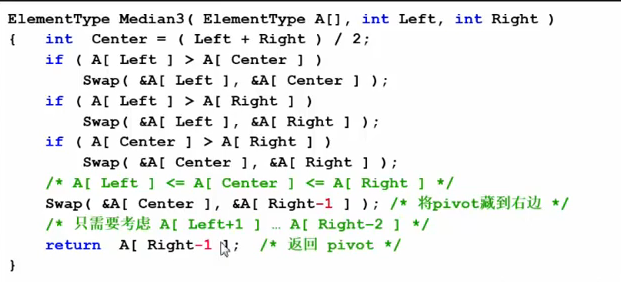 ElementType Median3( ElementType A[], int Left, int Right )
{ int Center = ( Left + Right ) / 2;
if ( A[ Left ] > A[ Center ] )
Swap( &A[ Left ], &A[ Center ] );
if ( A[ Left ] > A[ Right ] )
Swap( &A[ Left ], &A[ Right ] );
if ( A[ Center ] > A[ Right ] )
Swap( &A[ Center ], &A[ Right ] );
/* A[ Left ] <= A[ Center ] <= A[ Right ] */
Swap( &A[ Center ], &A[ Right-1 ] ); /* 将pivot藏到右边 */
/* 只需要考虑 A[ Left+1 ] … A[ Right-2 ] */
return A[ Right-1 ]; /* 返回 pivot */
}